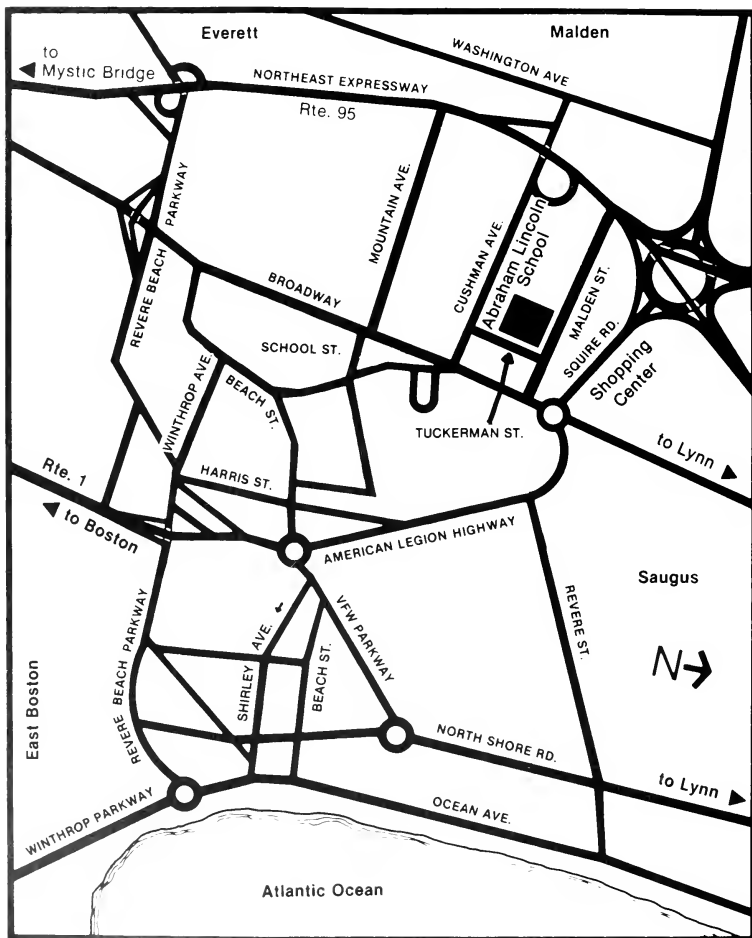 Everett
Malden
to
Mystic Bridge
WASHINGTON AVE
NORTHEAST EXPRESSWAY
Rte. 95
REVERE BEACH PARKWAY
MOUNTAIN AVE.
CUSHMAN AVE.
Abraham Lincoln
School
MALDEN ST.
SQUIRE RD.
Shopping
Center
BROADWAY
SCHOOL ST.
WINTHROP AVE.
BEACH ST.
TUCKERMAN ST.
to Lynn
HARRIS ST.
Rte. 1
to Boston
AMERICAN LEGION HIGHWAY
REVERE ST.
Saugus
N
VFW PARKWAY
SHIRLEY AVE.
BEACH ST.
REVERE BEACH PARKWAY
East Boston
NORTH SHORE RD.
to Lynn
WINTHROP PARKWAY
OCEAN AVE.
Atlantic Ocean